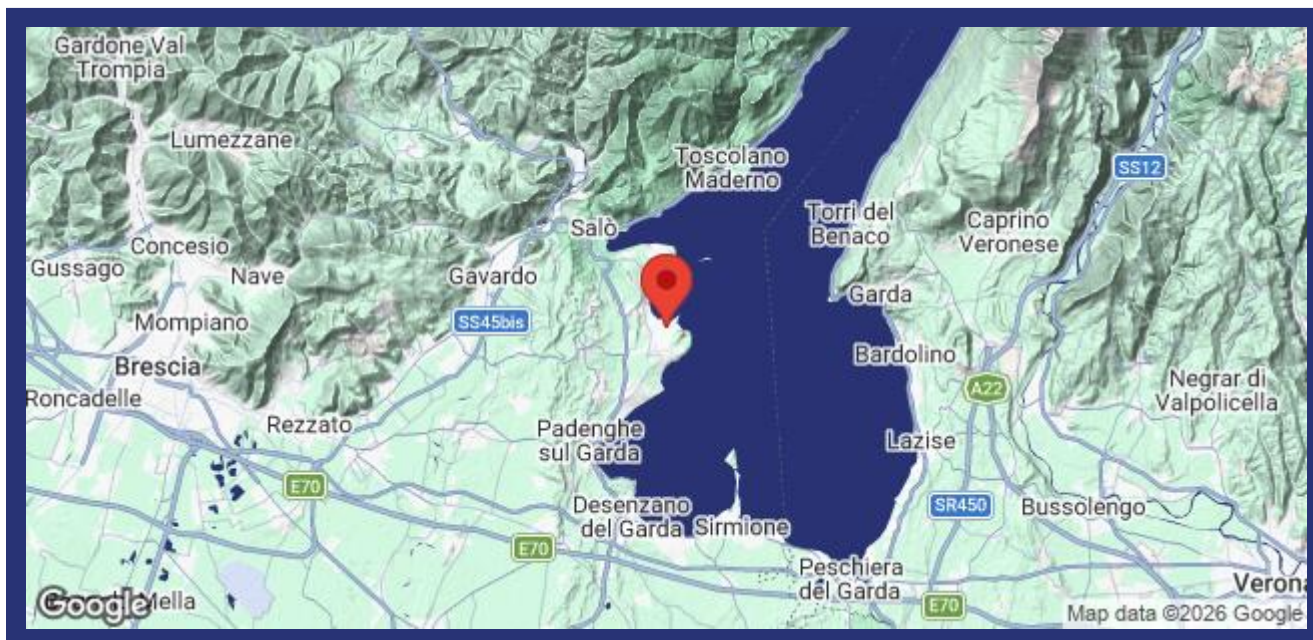 Gardone Val
Trompia
Lumezzane
Toscolano
Maderno
SS12
Torri del
Benaco
Caprino
Veronese
Salò
Concesio
Gussago
Nave
Gavardo
Garda
Mompiano
SS45bis
Bardolino
Brescia
A22
Negrar di
Valpolicella
Roncadelle
Rezzato
Padenghe
sul Garda
Lazise
E70
Desenzano
del Garda
Sirmione
SR450
Bussolengo
E70
Peschiera
del Garda
Verona
Google
Mella
E70
Map data ©2026 Google